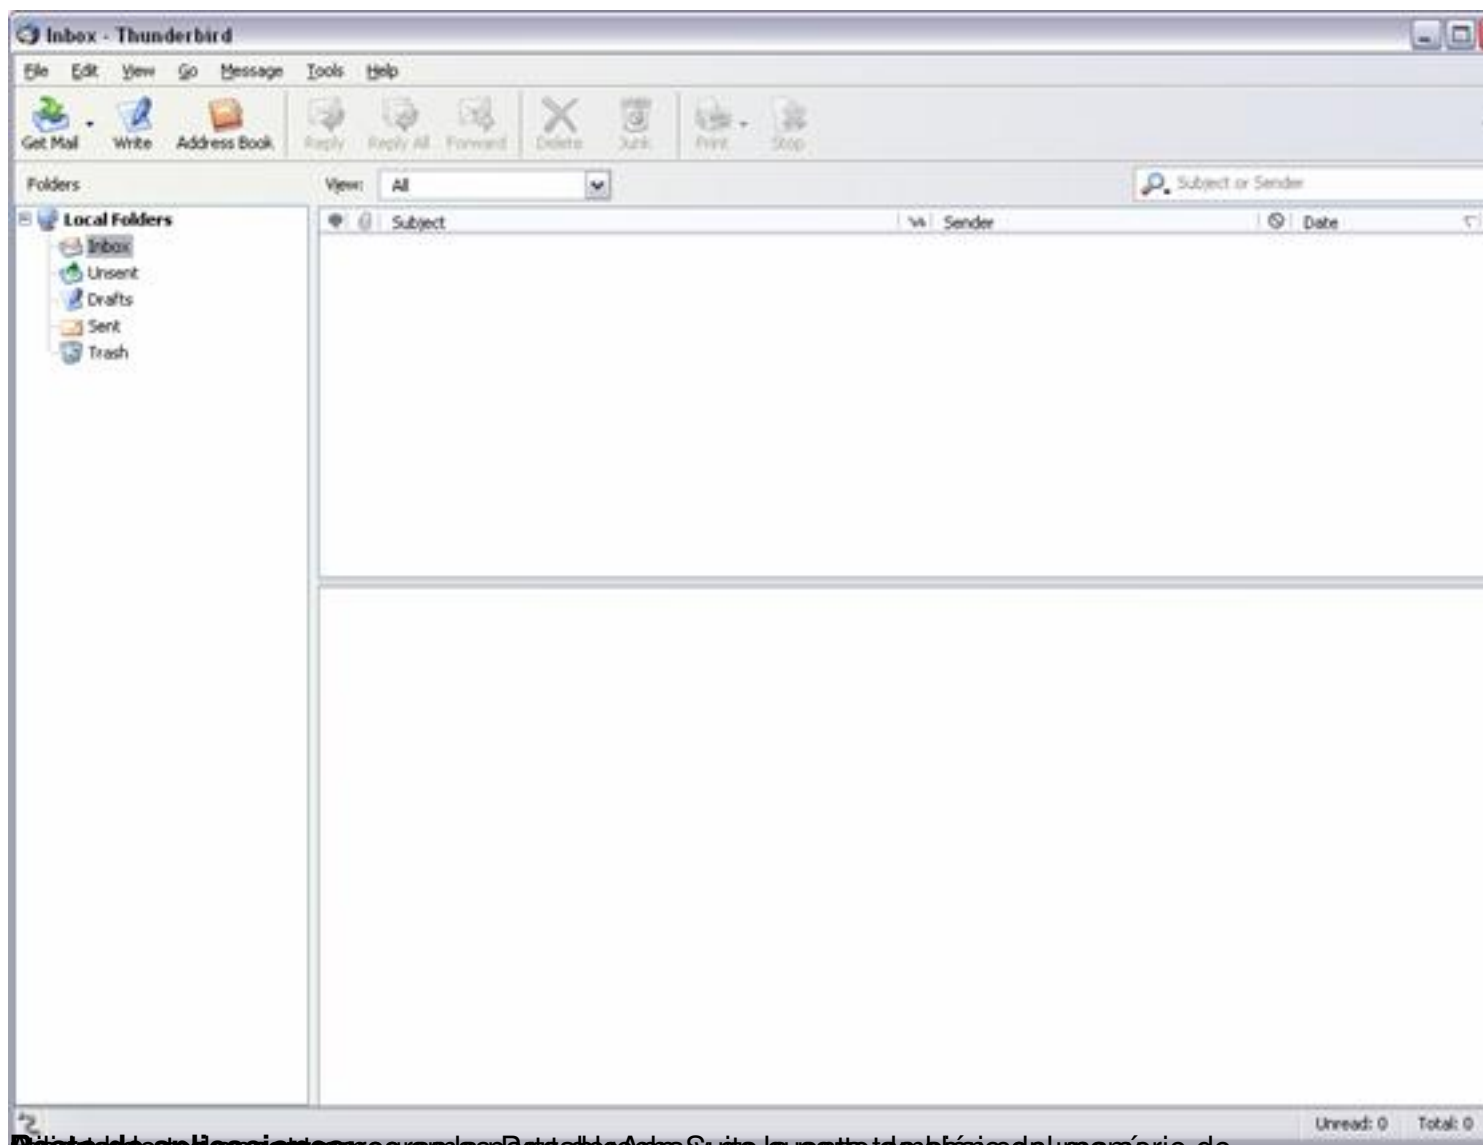 Inbox - Thunderbird
File Edit View Go Message Tools Help
Get Mail Write Address Book Reply Reply All Forward Delete Junk Print Stop
Folders View: All Subject or Sender
Local Folders Subject Sender Date
Inbox
Unsent
Drafts
Sent
Trash
Unread: 0 Total: 0